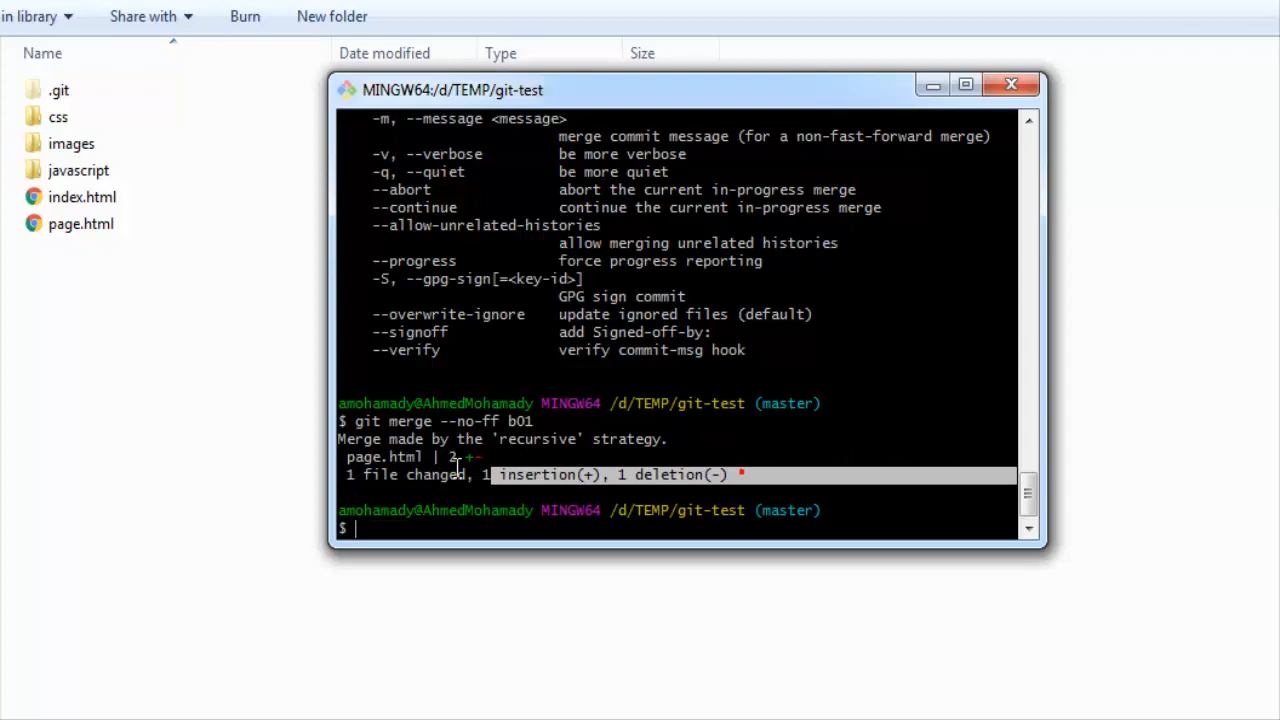 in library Share with Burn New folder
Name Date modified Type Size
.git
css
images
javascript
index.html
page.html
MINGW64:/d/TEMP/git-test
-m, --message <message>
merge commit message (for a non-fast-forward merge)
-v, --verbose be more verbose
-q, --quiet be more quiet
--abort abort the current in-progress merge
--continue continue the current in-progress merge
--allow-unrelated-histories
allow merging unrelated histories
--progress force progress reporting
-S, --gpg-sign[=<key-id>]
GPG sign commit
--overwrite-ignore update ignored files (default)
--signoff add Signed-off-by:
--verify verify commit-msg hook
amohamady@AhmedMohamady MINGW64 /d/TEMP/git-test (master)
$ git merge --no-ff b01
Merge made by the 'recursive' strategy.
page.html | 2 +-
1 file changed, 1 insertion(+), 1 deletion(-)
amohamady@AhmedMohamady MINGW64 /d/TEMP/git-test (master)
$